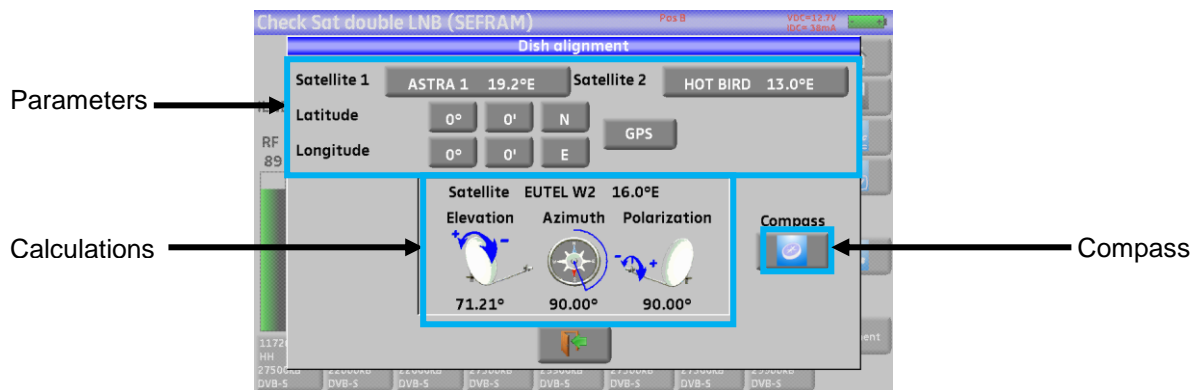 Check Sat double LNB (SEFRAM) Pos B VDC=12.7V
IDC= 38mA
Dish alignment
Satellite 1 ASTRA 1 19.2°E Satellite 2 HOT BIRD 13.0°E
Parameters
Latitude 0° 0' N
GPS
RF
Longitude 0° 0' E
89
Satellite EUTEL W2 16.0°E
Elevation Azimuth Polarization
Compass
+ - - +
Calculations
Compass
71.21° 90.00° 90.00°
HH
DVB-S DVB-S DVB-S DVB-S DVB-S DVB-S DVB-S DVB-S